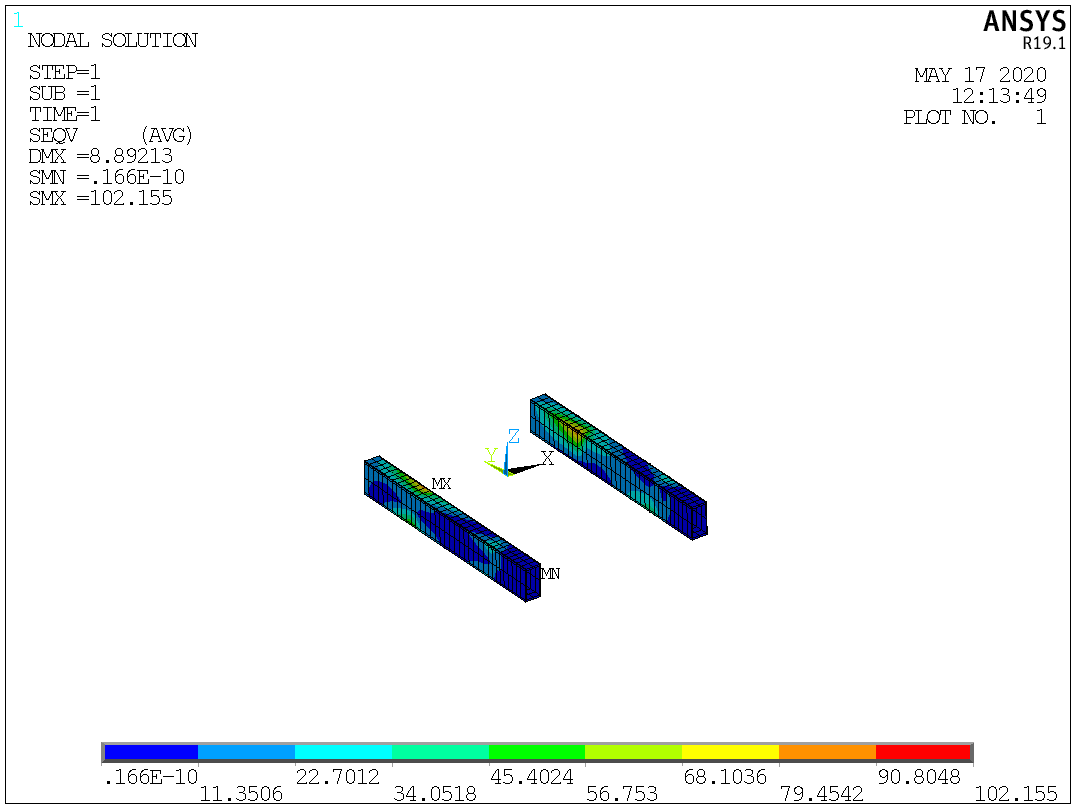 1
ANSYS
R19.1
NODAL SOLUTION
STEP=1
SUB =1
TIME=1
SEQV (AVG)
DMX =8.89213
SMN =.166E-10
SMX =102.155
MAY 17 2020
12:13:49
PLOT NO. 1
Z
Y
X
MX
MN
.166E-10 22.7012 45.4024 68.1036 90.8048
11.3506 34.0518 56.753 79.4542 102.155